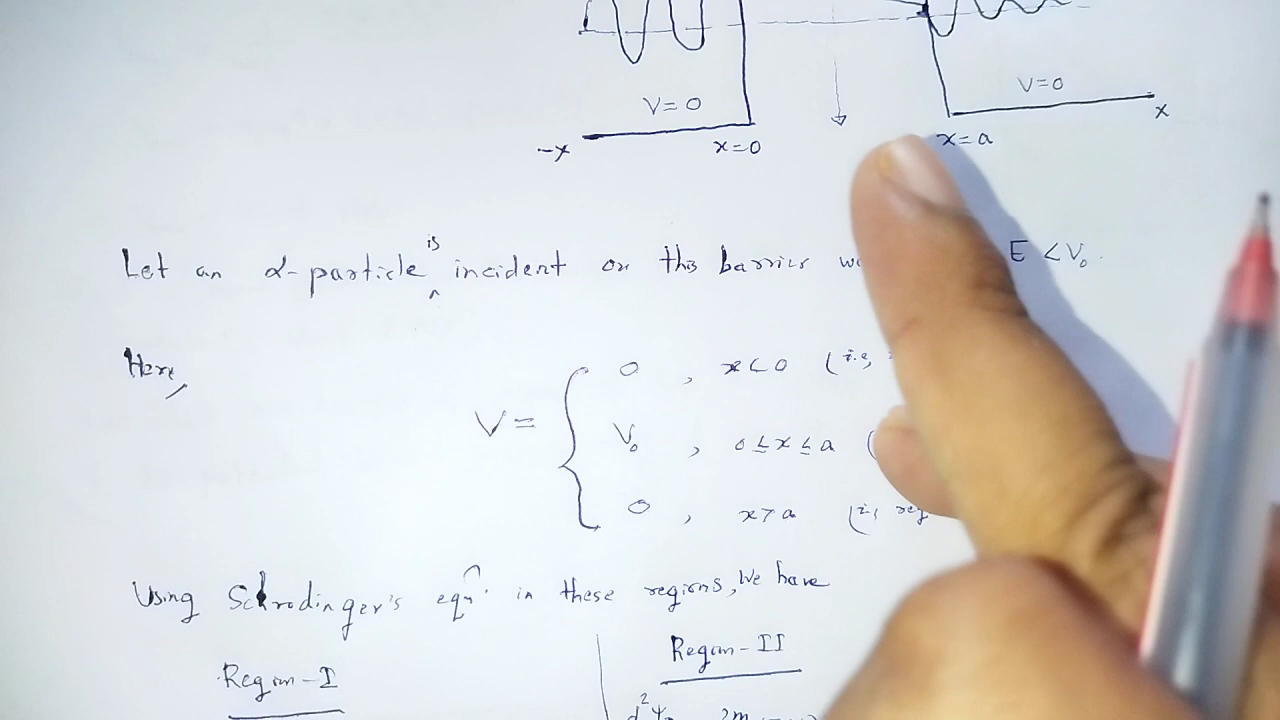 V=0
V=0
-x
x=0
x=a
x
Let an α-particle is incident on this barrier E < V₀.
Here,
V = { 0 , x < 0 (i.e,
V₀ , 0 ≤ x ≤ a (
0 , x > a (i, reg
Using Schrodinger's eqn. in these regions, We have
Region-I
Region-II